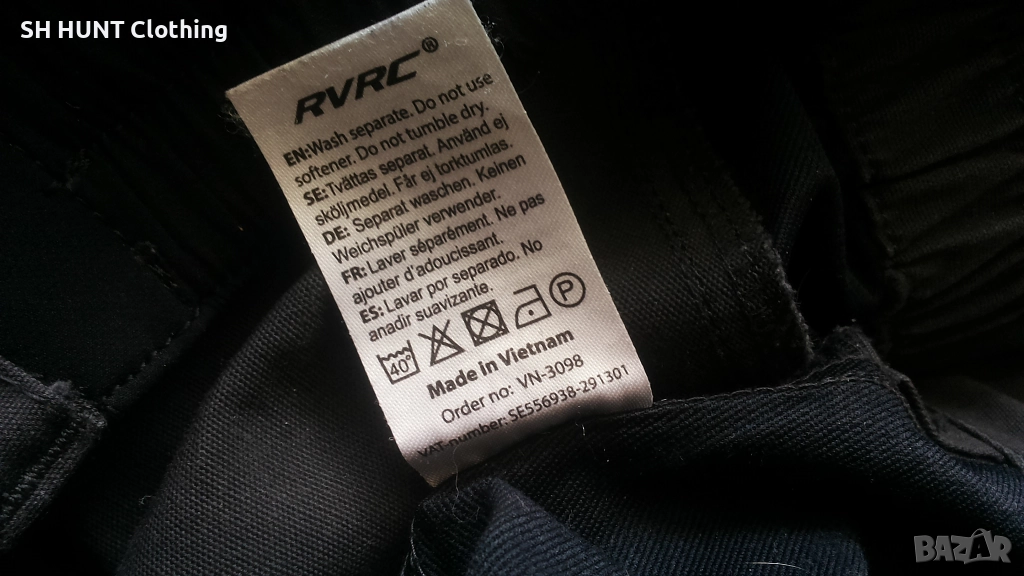 SH HUNT Clothing
RVRC®
EN:Wash separate. Do not use
softener. Do not tumble dry.
SE:Tvättas separat. Använd ej
sköljmedel. Får ej torktumlas.
DE: Separat waschen. Keinen
Weichspüler verwender.
FR: Laver séparément. Ne pas
ajouter d'adoucissant.
ES: Lavar por separado. No
anadir suavizante.
40° P
Made in Vietnam
Order no: VN-3098
VAT-number: SE556938-291301
BAZAR